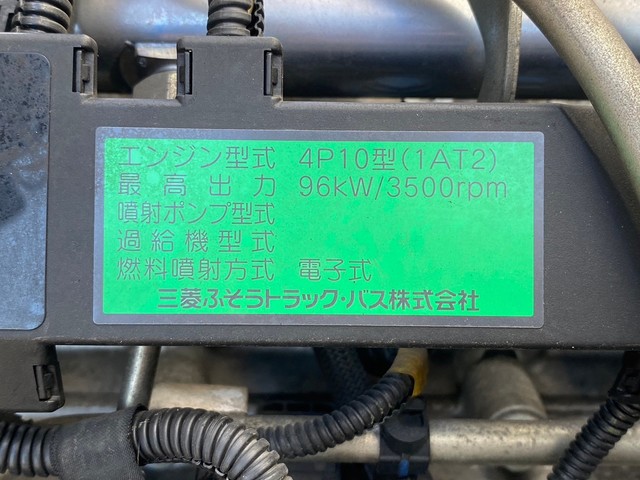 エンジン型式 4P10型(1AT2)
最高出力 96kW/3500rpm
噴射ポンプ型式
過給機型式
燃料噴射方式 電子式
三菱ふそうトラック・バス株式会社